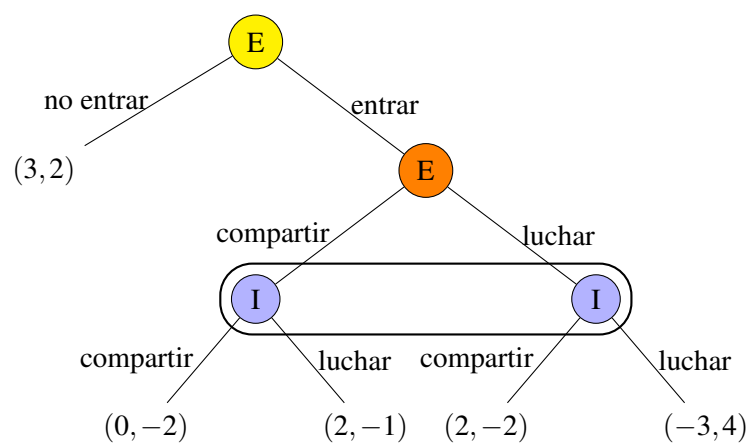 E
no entrar
entrar
(3, 2)
E
compartir
luchar
I
I
compartir
luchar
compartir
luchar
(0, −2)
(2, −1)
(2, −2)
(−3, 4)